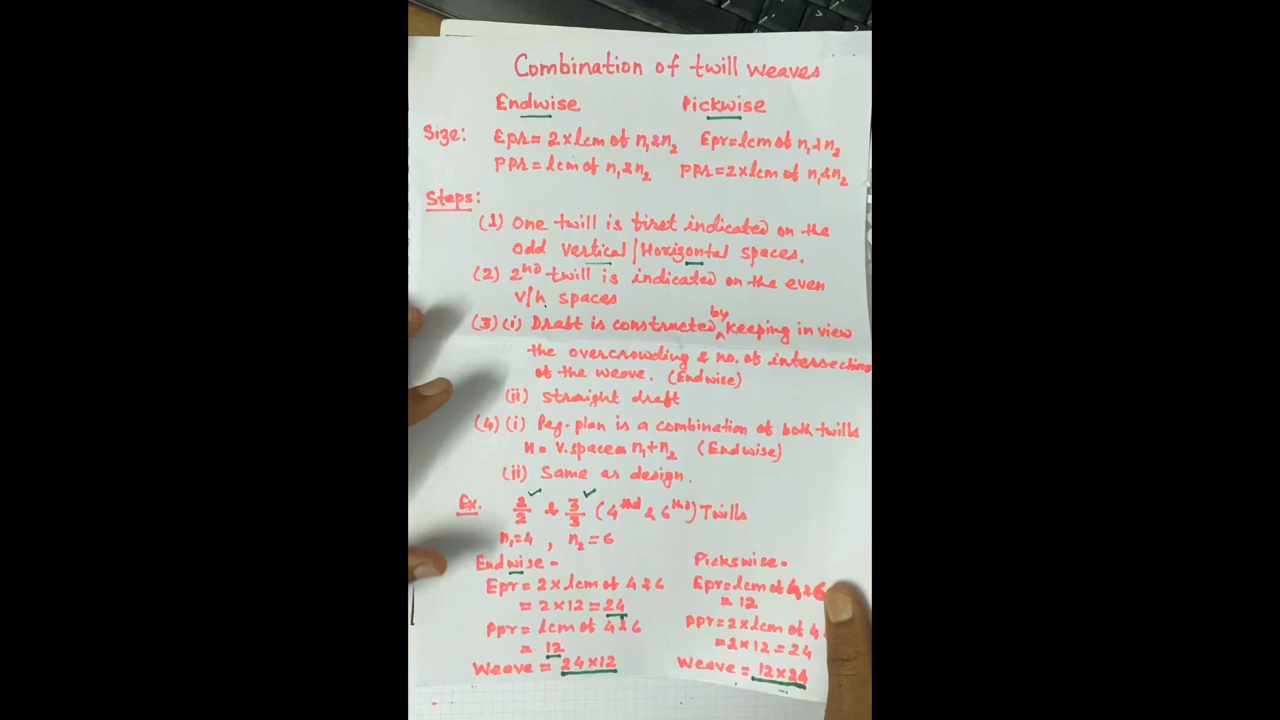 Combination of twill weaves
Endwise Pickwise
Size: Epr= 2×lcm of n1&n2 Epr=lcm of n1&n2
PPr=lcm of n1&n2 PPr=2×lcm of n1&n2
Steps:
(1) One twill is first indicated on the
odd vertical/Horizontal spaces.
(2) 2nd twill is indicated on the even
v/h spaces
(3)(i) Draft is constructed by keeping in view
the overcrowding & no. of intersection
of the weave. (Endwise)
(ii) straight draft
(4)(i) Peg-plan is a combination of both twills
H= V.space= n1+n2 (Endwise)
(ii) Same as design.
Ex. 2/2 & 3/3 (4 & 6) Twills
n1=4, n2=6
Endwise- Pickswise-
Epr= 2× lcm of 4&6 Epr=lcm of 4&6
= 2×12=24 = 12
Ppr= lcm of 4&6 PPr=2×lcm of 4
= 12 =2×12=24
Weave= 24×12 Weave= 12×24